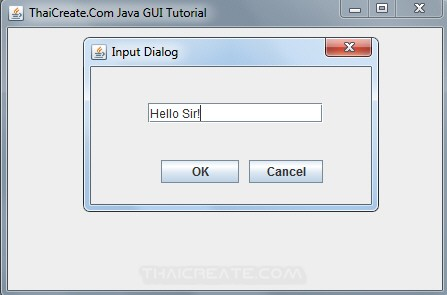 ThaiCreate.Com Java GUI Tutorial
Input Dialog
Hello Sir!
OK Cancel
THAICREATE.COM